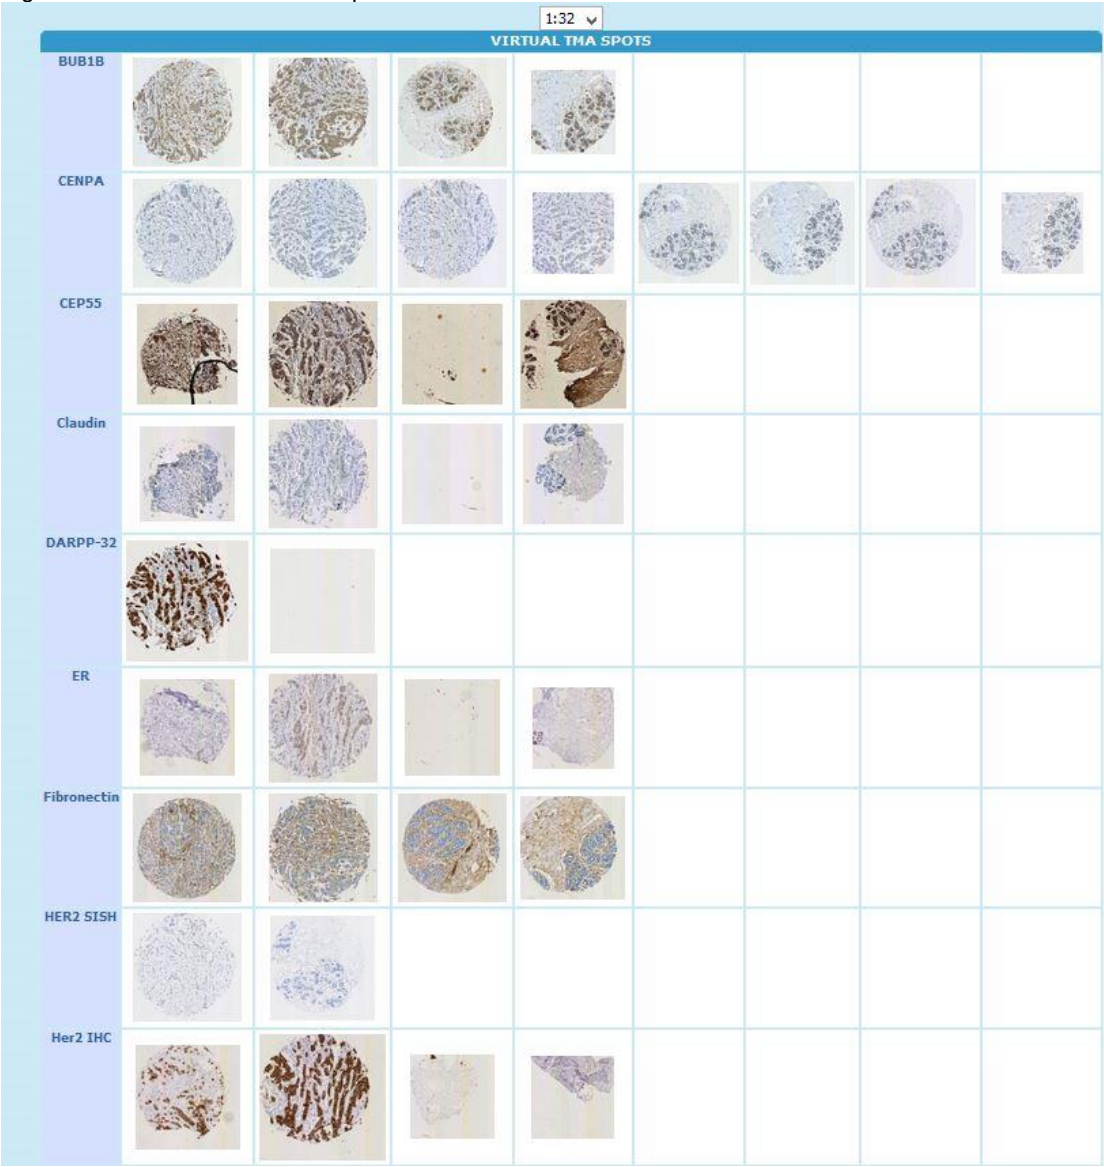 1:32
VIRTUAL TMA SPOTS
BUB1B
CENPA
CEP55
Claudin
DARPP-32
ER
Fibronectin
HER2 SISH
Her2 IHC